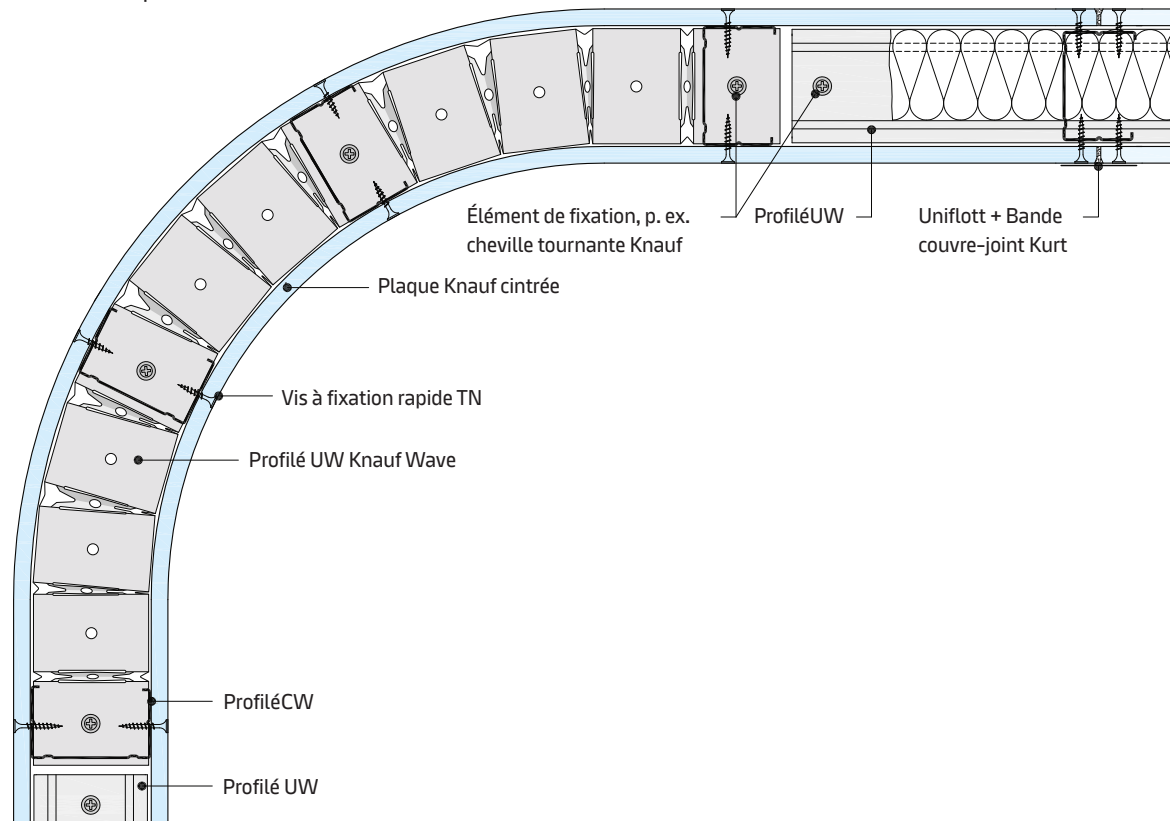 Élément de fixation, p. ex.
cheville tournante Knauf
ProfiléUW
Uniflott + Bande
couvre-joint Kurt
Plaque Knauf cintrée
Vis à fixation rapide TN
Profilé UW Knauf Wave
ProfiléCW
Profilé UW